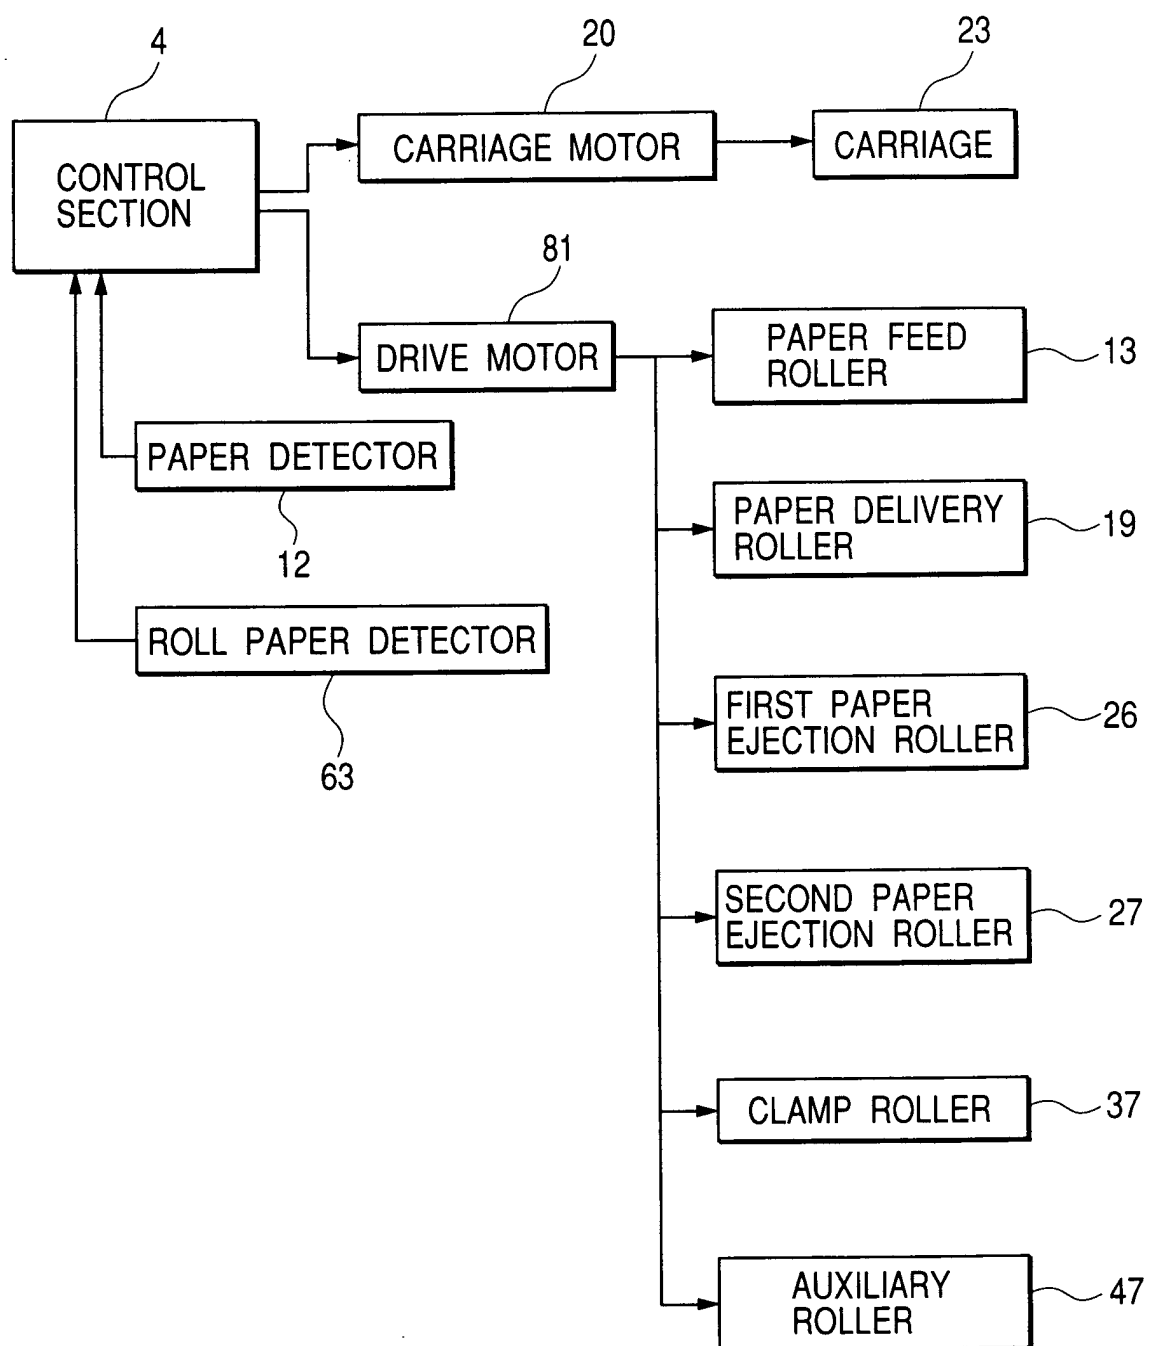 4
20
23
CONTROL
SECTION
CARRIAGE MOTOR
CARRIAGE
81
DRIVE MOTOR
PAPER FEED
ROLLER
13
PAPER DETECTOR
12
PAPER DELIVERY
ROLLER
19
ROLL PAPER DETECTOR
63
FIRST PAPER
EJECTION ROLLER
26
SECOND PAPER
EJECTION ROLLER
27
CLAMP ROLLER
37
AUXILIARY
ROLLER
47